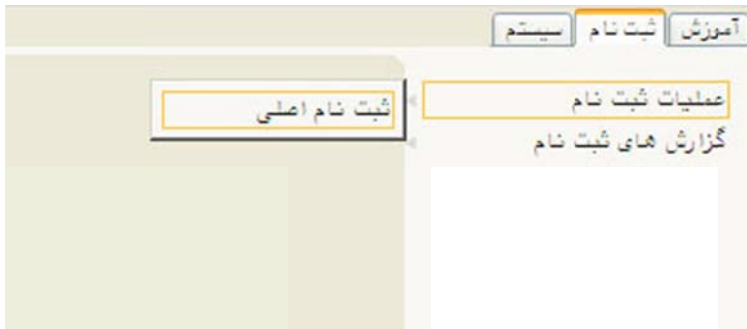 آموزش ثبت نام سیستم
عملیات ثبت نام ثبت نام اصلی
گزارش های ثبت نام